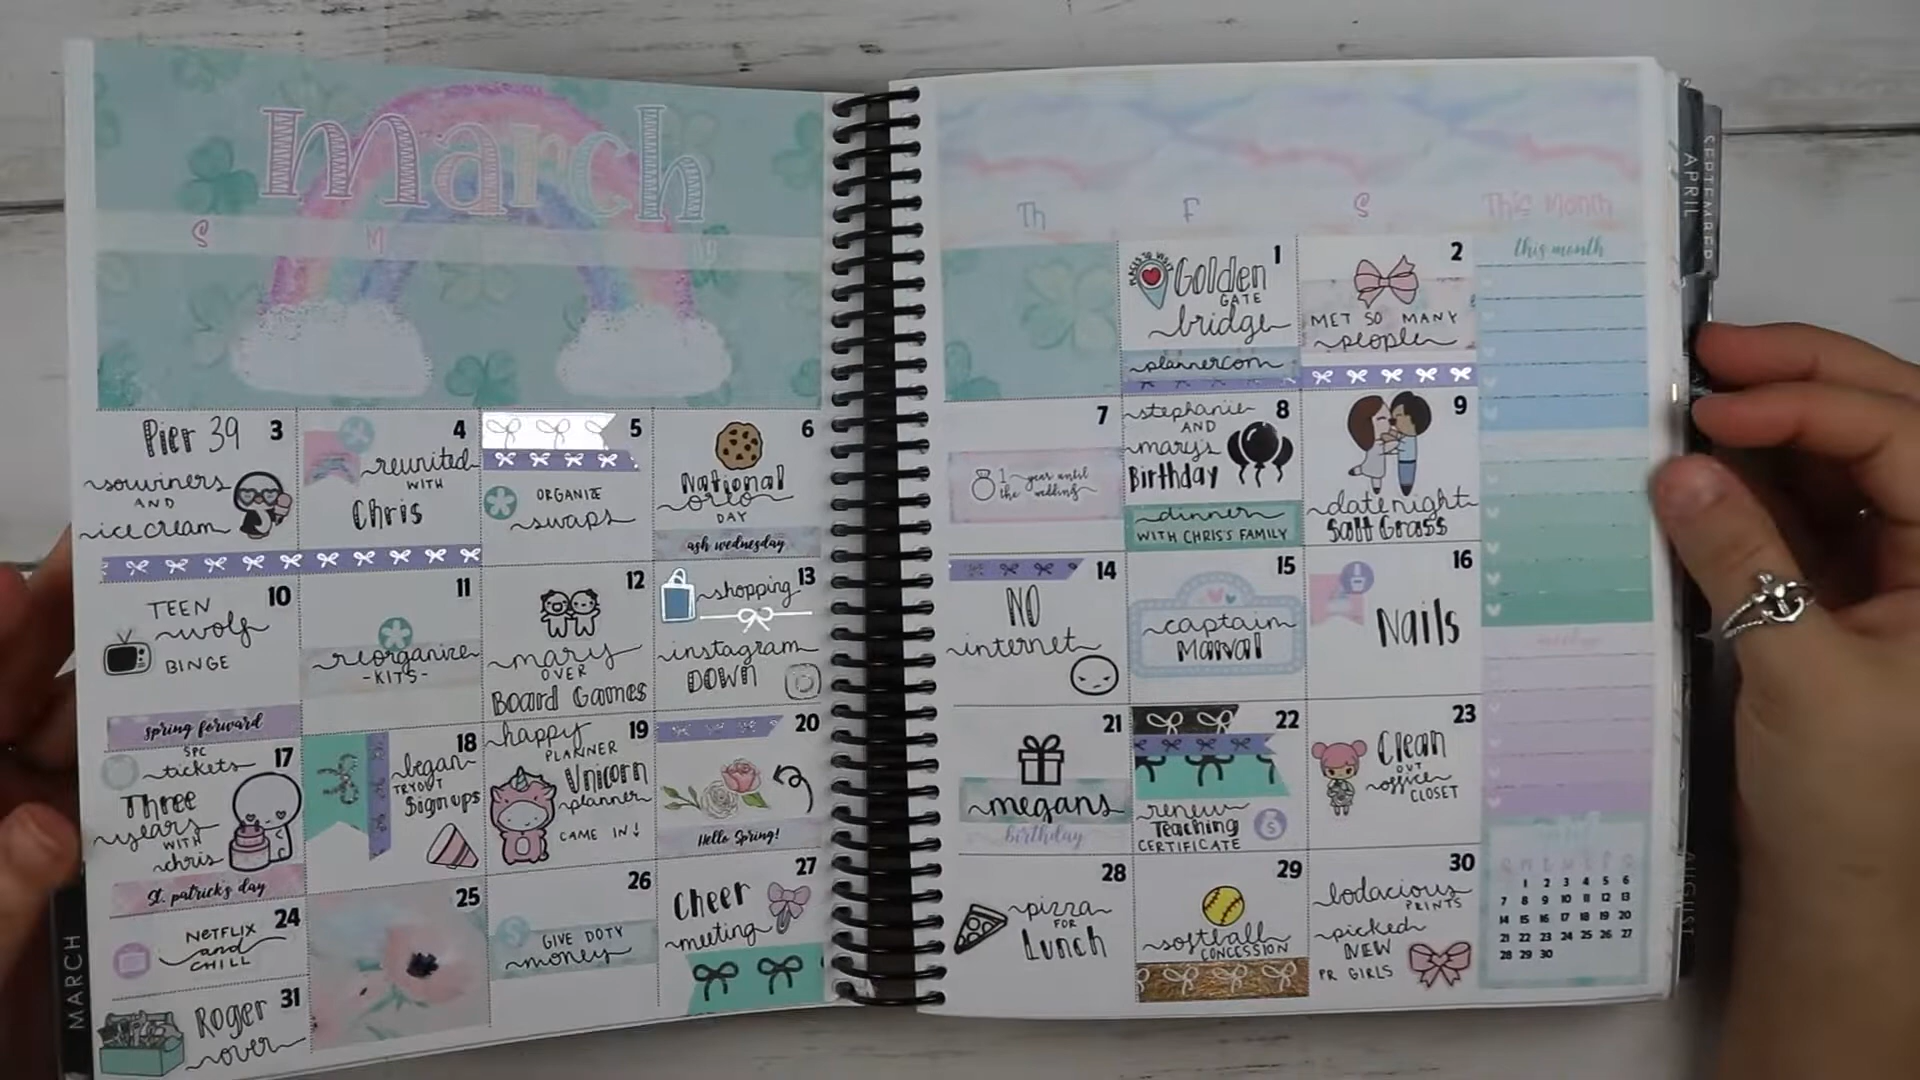 march
S
M
Th
F
S
This Month
this month
PLACES TO VISIT
1
Golden
GATE
bridge
plannercon
2
MET SO MANY
people
Pier 39
3
souviners
AND
ice cream
4
reunited
WITH
Chris
5
ORGANIZE
swaps
6
National
oreo
DAY
ash wednesday
7
1 year until
the wedding
stephanie
8
AND
mary's
Birthday
dinner
WITH CHRIS'S FAMILY
9
date night
Salt Grass
10
TEEN
wolf
BINGE
spring forward
11
reorganize
-KITS-
12
mary
OVER
Board Games
13
shopping
instagram
DOWN
14
NO
internet
15
captain
Marval
16
Nails
SPC
tickets
17
Three
years
WITH
chris
St. patrick's day
18
began
TRYOUT
Signups
happy
19
PLANNER
Unicorn
planner
CAME IN!
20
Hello Spring!
21
megans
birthday
22
renew
Teaching
CERTIFICATE
23
Clean
OUT
office
CLOSET
24
NETFLIX
and
CHILL
25
26
GIVE DOTY
money
27
Cheer
meeting
28
pizza
FOR
Lunch
29
softball
CONCESSION
30
bodacious
PRINTS
picked
NEW
PR GIRLS
31
Roger
over
1 2 3 4 5 6
7 8 9 10 11 12 13
14 15 16 17 18 19 20
21 22 23 24 25 26 27
28 29 30
MARCH
SEPTEMBER
APRIL
AUGUST